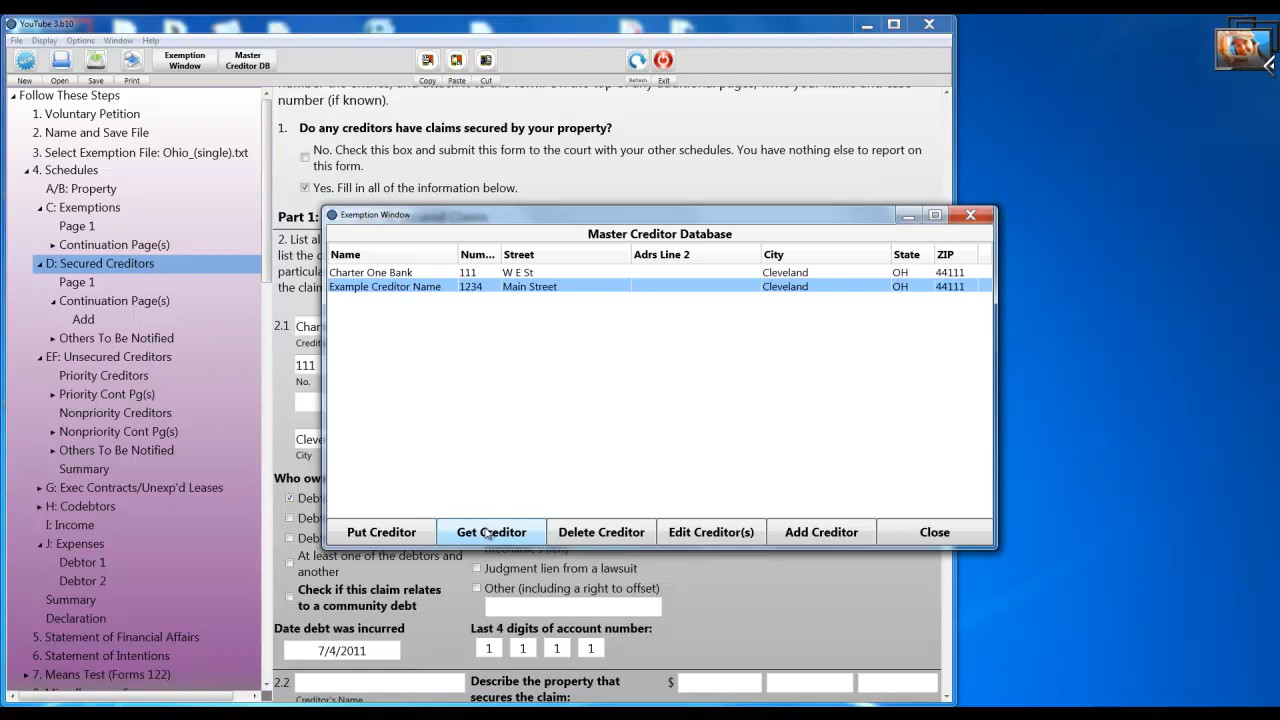 YouTube 3.b10
File Display Options Window Help
Exemption Window
Master Creditor DB
New Open Save Print
Copy Paste Cut
Refresh Exit
Follow These Steps
1. Voluntary Petition
2. Name and Save File
3. Select Exemption File: Ohio_(single).txt
4. Schedules
A/B: Property
C: Exemptions
Page 1
Continuation Page(s)
D: Secured Creditors
Page 1
Continuation Page(s)
Add
Others To Be Notified
EF: Unsecured Creditors
Priority Creditors
Priority Cont Pg(s)
Nonpriority Creditors
Nonpriority Cont Pg(s)
Others To Be Notified
Summary
G: Exec Contracts/Unexp'd Leases
H: Codebtors
I: Income
J: Expenses
Debtor 1
Debtor 2
Summary
Declaration
5. Statement of Financial Affairs
6. Statement of Intentions
7. Means Test (Forms 122)
number (if known).
1. Do any creditors have claims secured by your property?
No. Check this box and submit this form to the court with your other schedules. You have nothing else to report on
this form.
Yes. Fill in all of the information below.
Part 1:
2. List al
list the c
particula
the claim
2.1 Char
Credit
111
No.
Cleve
City
Who ow
Debt
Debt
Debt
At least one of the debtors and
another
Check if this claim relates
to a community debt
Date debt was incurred
7/4/2011
Judgment lien from a lawsuit
Other (including a right to offset)
Last 4 digits of account number:
1 1 1 1
2.2
Creditor's Name
Describe the property that $
secures the claim:
Exemption Window
Master Creditor Database
Name Num... Street Adrs Line 2 City State ZIP
Charter One Bank 111 W E St Cleveland OH 44111
Example Creditor Name 1234 Main Street Cleveland OH 44111
Put Creditor Get Creditor Delete Creditor Edit Creditor(s) Add Creditor Close